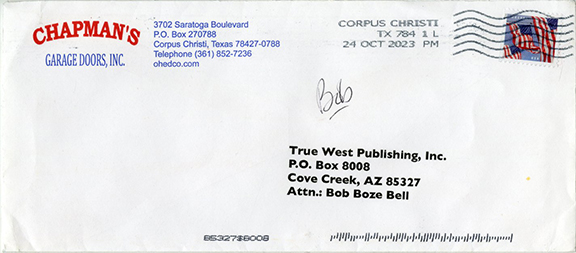 CHAPMAN'S
GARAGE DOORS, INC.
3702 Saratoga Boulevard
P.O. Box 270788
Corpus Christi, Texas 78427-0788
Telephone (361) 852-7236
ohedco.com
CORPUS CHRISTI
TX 784 1 L
24 OCT 2023 PM
Bob
True West Publishing, Inc.
P.O. Box 8008
Cove Creek, AZ 85327
Attn.: Bob Boze Bell
85327$8008